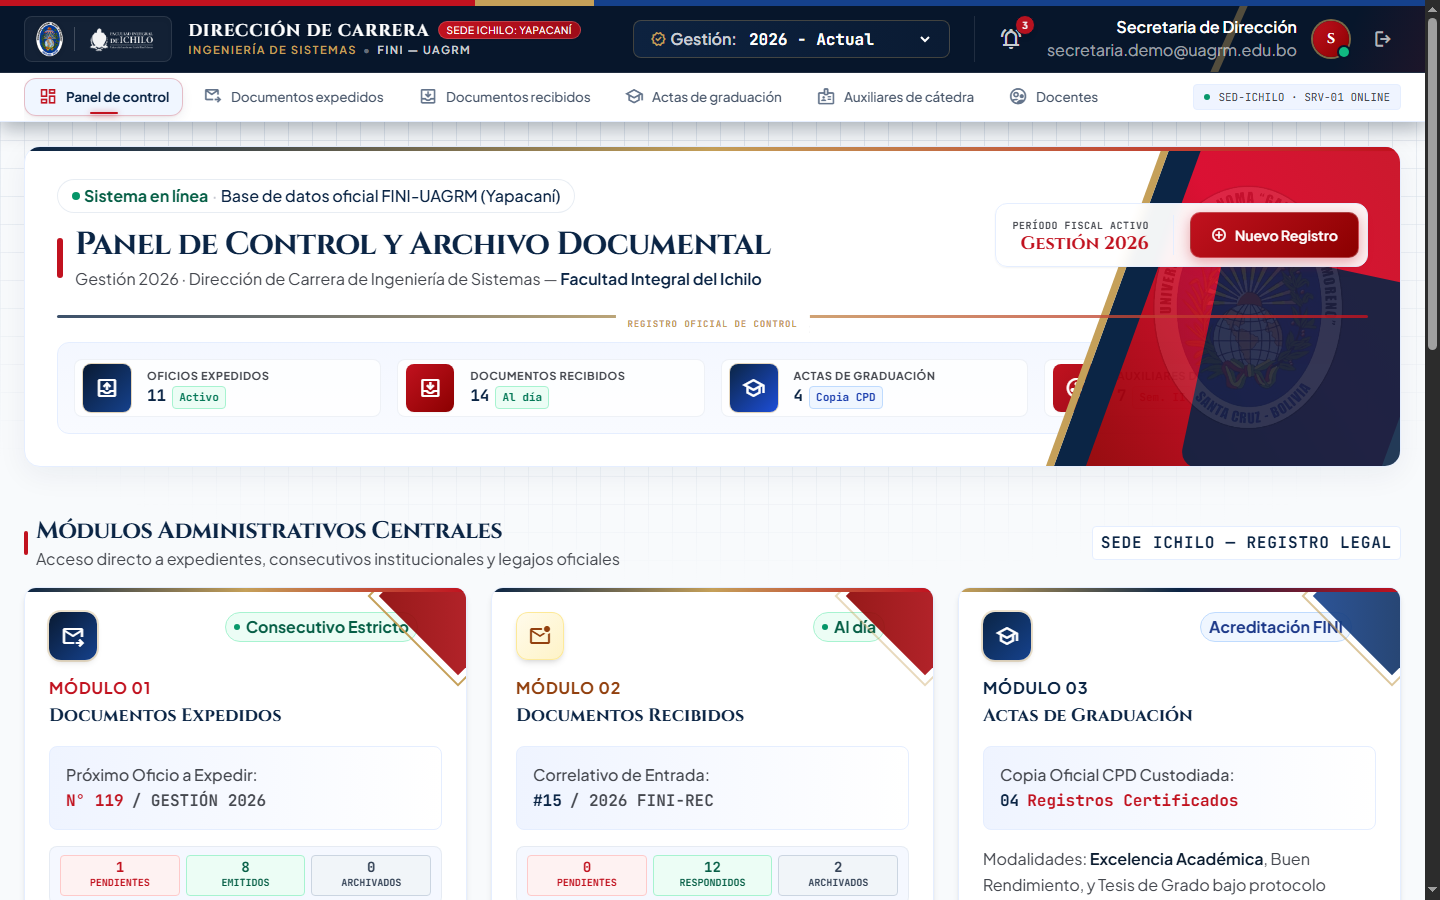 FACULTAD INTEGRAL
DEL ICHILO
DIRECCIÓN DE CARRERA
SEDE ICHILO: YAPACANÍ
INGENIERÍA DE SISTEMAS • FINI — UAGRM
Gestión: 2026 - Actual
3
Secretaria de Dirección
secretaria.demo@uagrm.edu.bo
S
Panel de control
Documentos expedidos
Documentos recibidos
Actas de graduación
Auxiliares de cátedra
Docentes
SED-ICHILO · SRV-01 ONLINE
Sistema en línea · Base de datos oficial FINI-UAGRM (Yapacaní)
Panel de Control y Archivo Documental
Gestión 2026 · Dirección de Carrera de Ingeniería de Sistemas — Facultad Integral del Ichilo
PERÍODO FISCAL ACTIVO
Gestión 2026
Nuevo Registro
REGISTRO OFICIAL DE CONTROL
OFICIOS EXPEDIDOS
11 Activo
DOCUMENTOS RECIBIDOS
14 Al día
ACTAS DE GRADUACIÓN
4 Copia CPD
AUXILIARES
7
SANTA CRUZ - BOLIVIA
Módulos Administrativos Centrales
Acceso directo a expedientes, consecutivos institucionales y legajos oficiales
SEDE ICHILO — REGISTRO LEGAL
Consecutivo Estricto
MÓDULO 01
Documentos Expedidos
Próximo Oficio a Expedir:
N° 119 / GESTIÓN 2026
1
PENDIENTES
8
EMITIDOS
0
ARCHIVADOS
Al día
MÓDULO 02
Documentos Recibidos
Correlativo de Entrada:
#15 / 2026 FINI-REC
0
PENDIENTES
12
RESPONDIDOS
2
ARCHIVADOS
Acreditación FINI
MÓDULO 03
Actas de Graduación
Copia Oficial CPD Custodiada:
04 Registros Certificados
Modalidades: Excelencia Académica, Buen
Rendimiento, y Tesis de Grado bajo protocolo